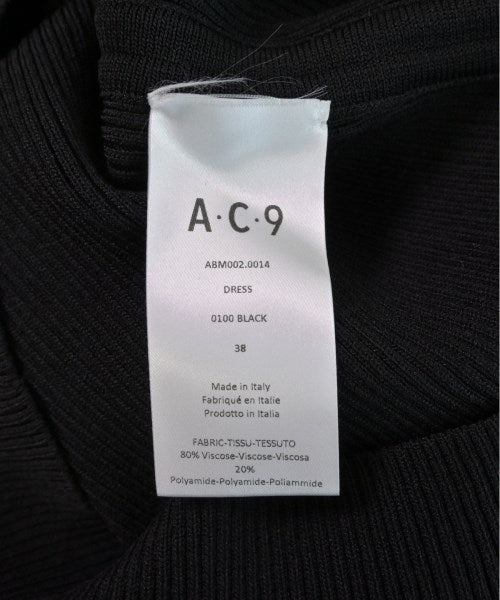 A·C·9
ABM002.0014
DRESS
0100 BLACK
38
Made in Italy
Fabriqué en Italie
Prodotto in Italia
FABRIC-TISSU-TESSUTO
80% Viscose-Viscose-Viscosa
20%
Polyamide-Polyamide-Poliammide